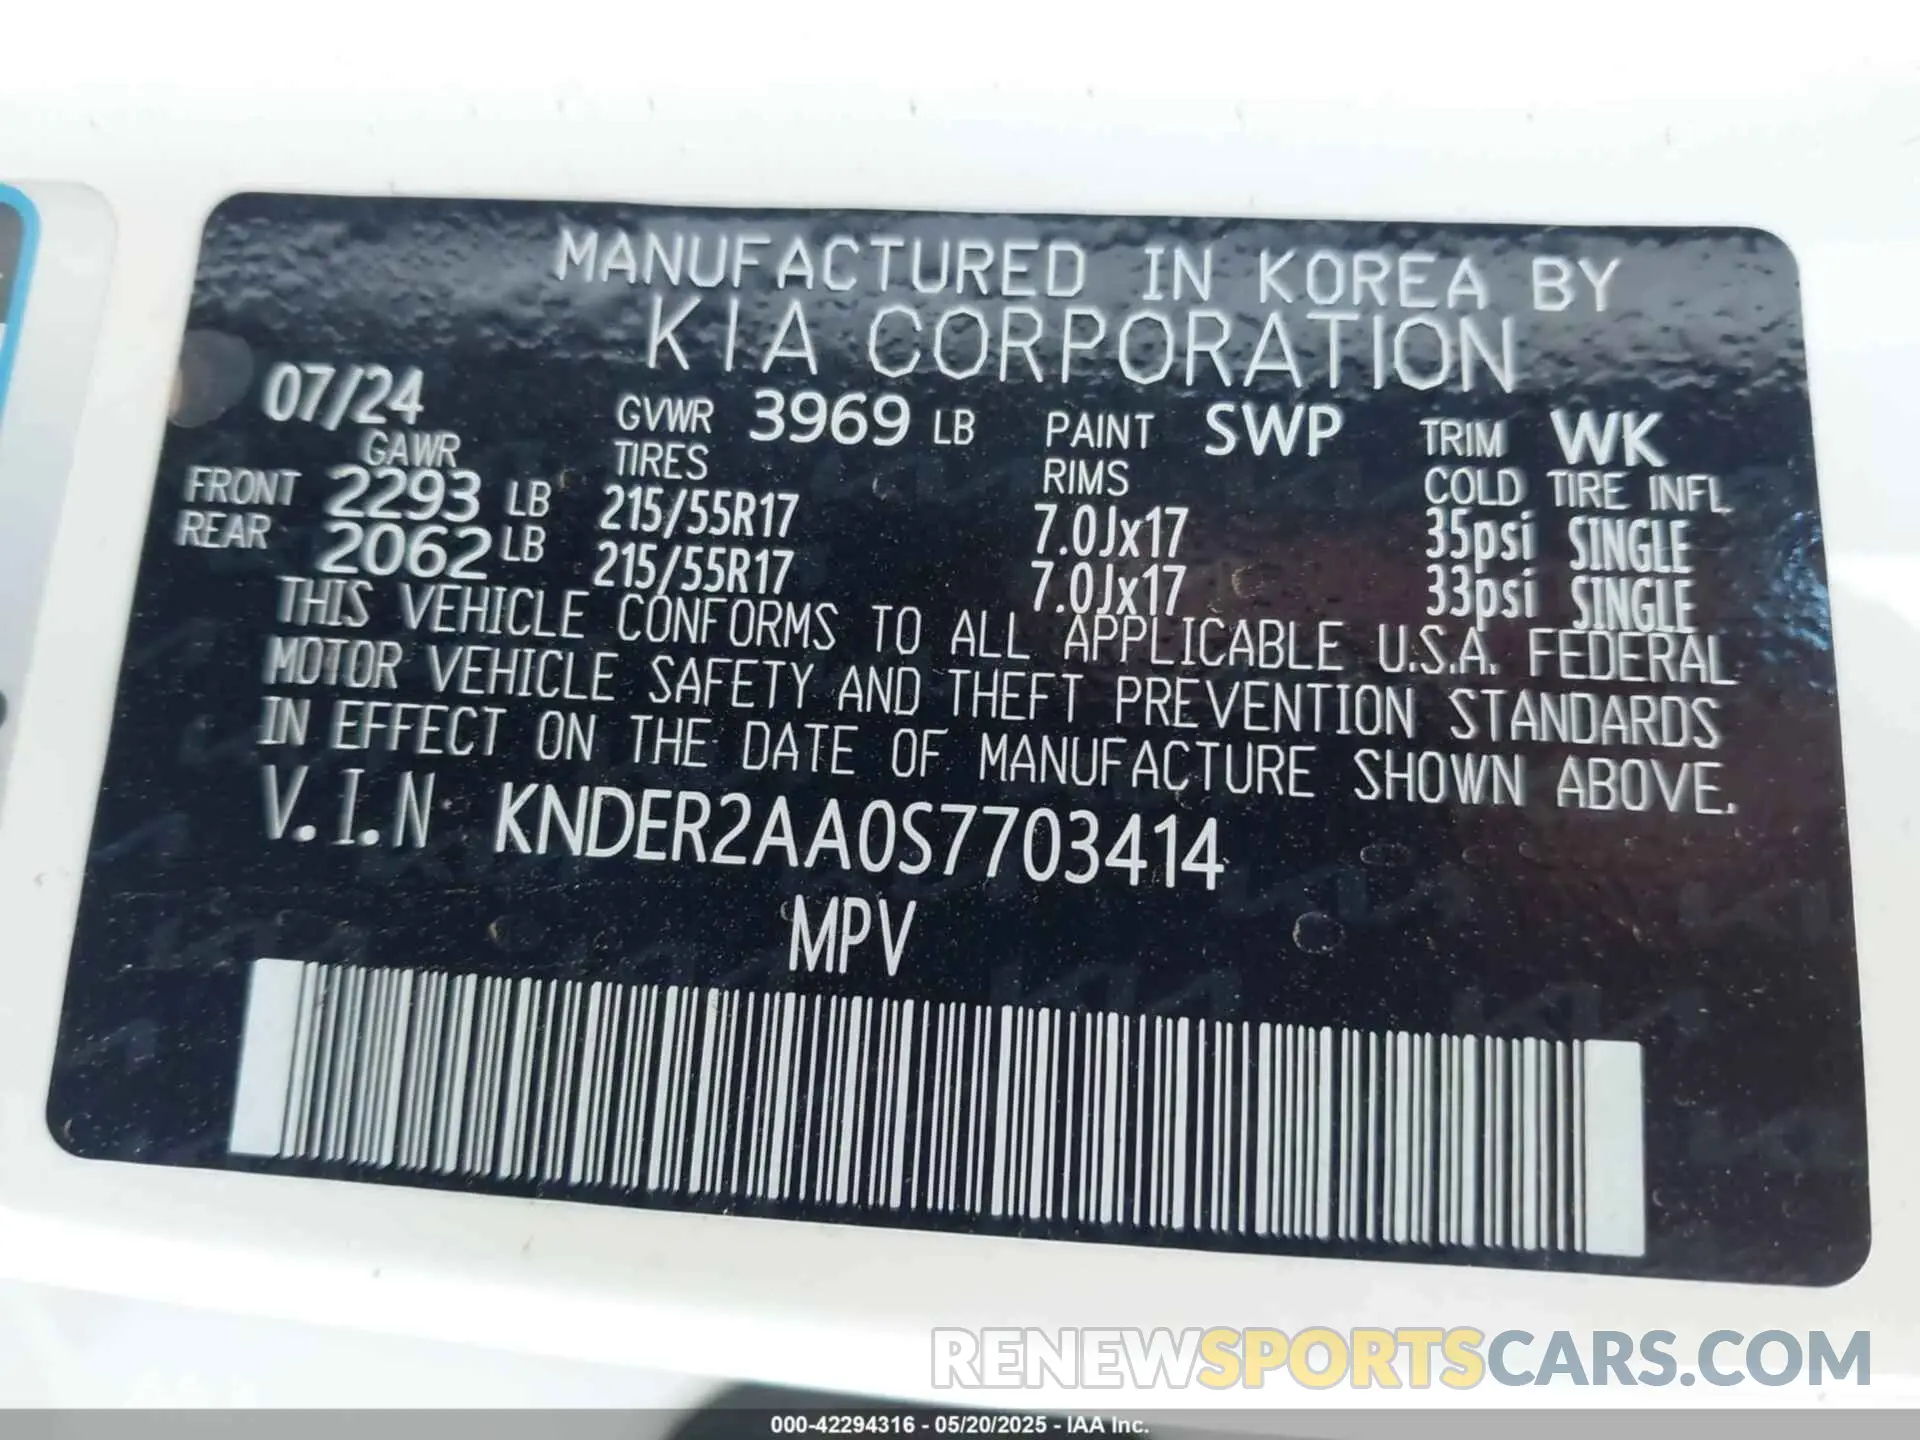 MANUFACTURED IN KOREA BY
KIA CORPORATION
07/24 GVWR 3969 LB PAINT SWP TRIM WK
GAWR TIRES RIMS COLD TIRE INFL
FRONT 2293 LB 215/55R17 7.0Jx17 35psi SINGLE
REAR 2062 LB 215/55R17 7.0Jx17 33psi SINGLE
THIS VEHICLE CONFORMS TO ALL APPLICABLE U.S.A. FEDERAL
MOTOR VEHICLE SAFETY AND THEFT PREVENTION STANDARDS
IN EFFECT ON THE DATE OF MANUFACTURE SHOWN ABOVE.
V.I.N KNDER2AA0S7703414
MPV
RENEWSPORTSCARS.COM
000-42294316 - 05/20/2025 - IAA Inc.